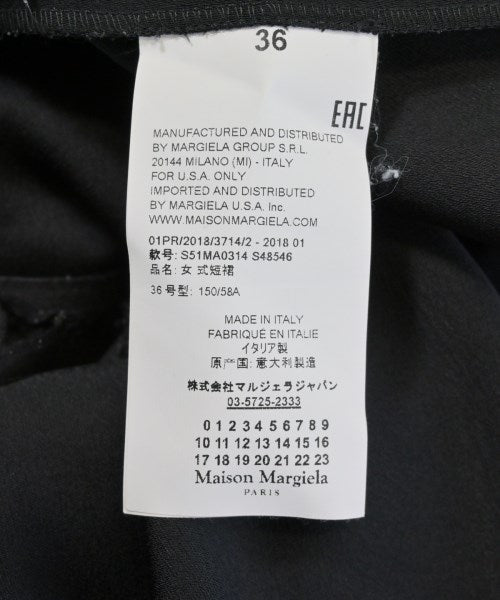 36
EAC
MANUFACTURED AND DISTRIBUTED
BY MARGIELA GROUP S.R.L.
20144 MILANO (MI) - ITALY
FOR U.S.A. ONLY
IMPORTED AND DISTRIBUTED
BY MARGIELA U.S.A. Inc.
WWW.MAISONMARGIELA.COM
01PR/2018/3714/2 - 2018 01
款号: S51MA0314 S48546
品名: 女 式短裙
36 号型: 150/58A
MADE IN ITALY
FABRIQUÉ EN ITALIE
イタリア製
原产国: 意大利製造
株式会社マルジェラジャパン
03-5725-2333
0 1 2 3 4 5 6 7 8 9
10 11 12 13 14 15 16
17 18 19 20 21 22 23
Maison Margiela
PARIS